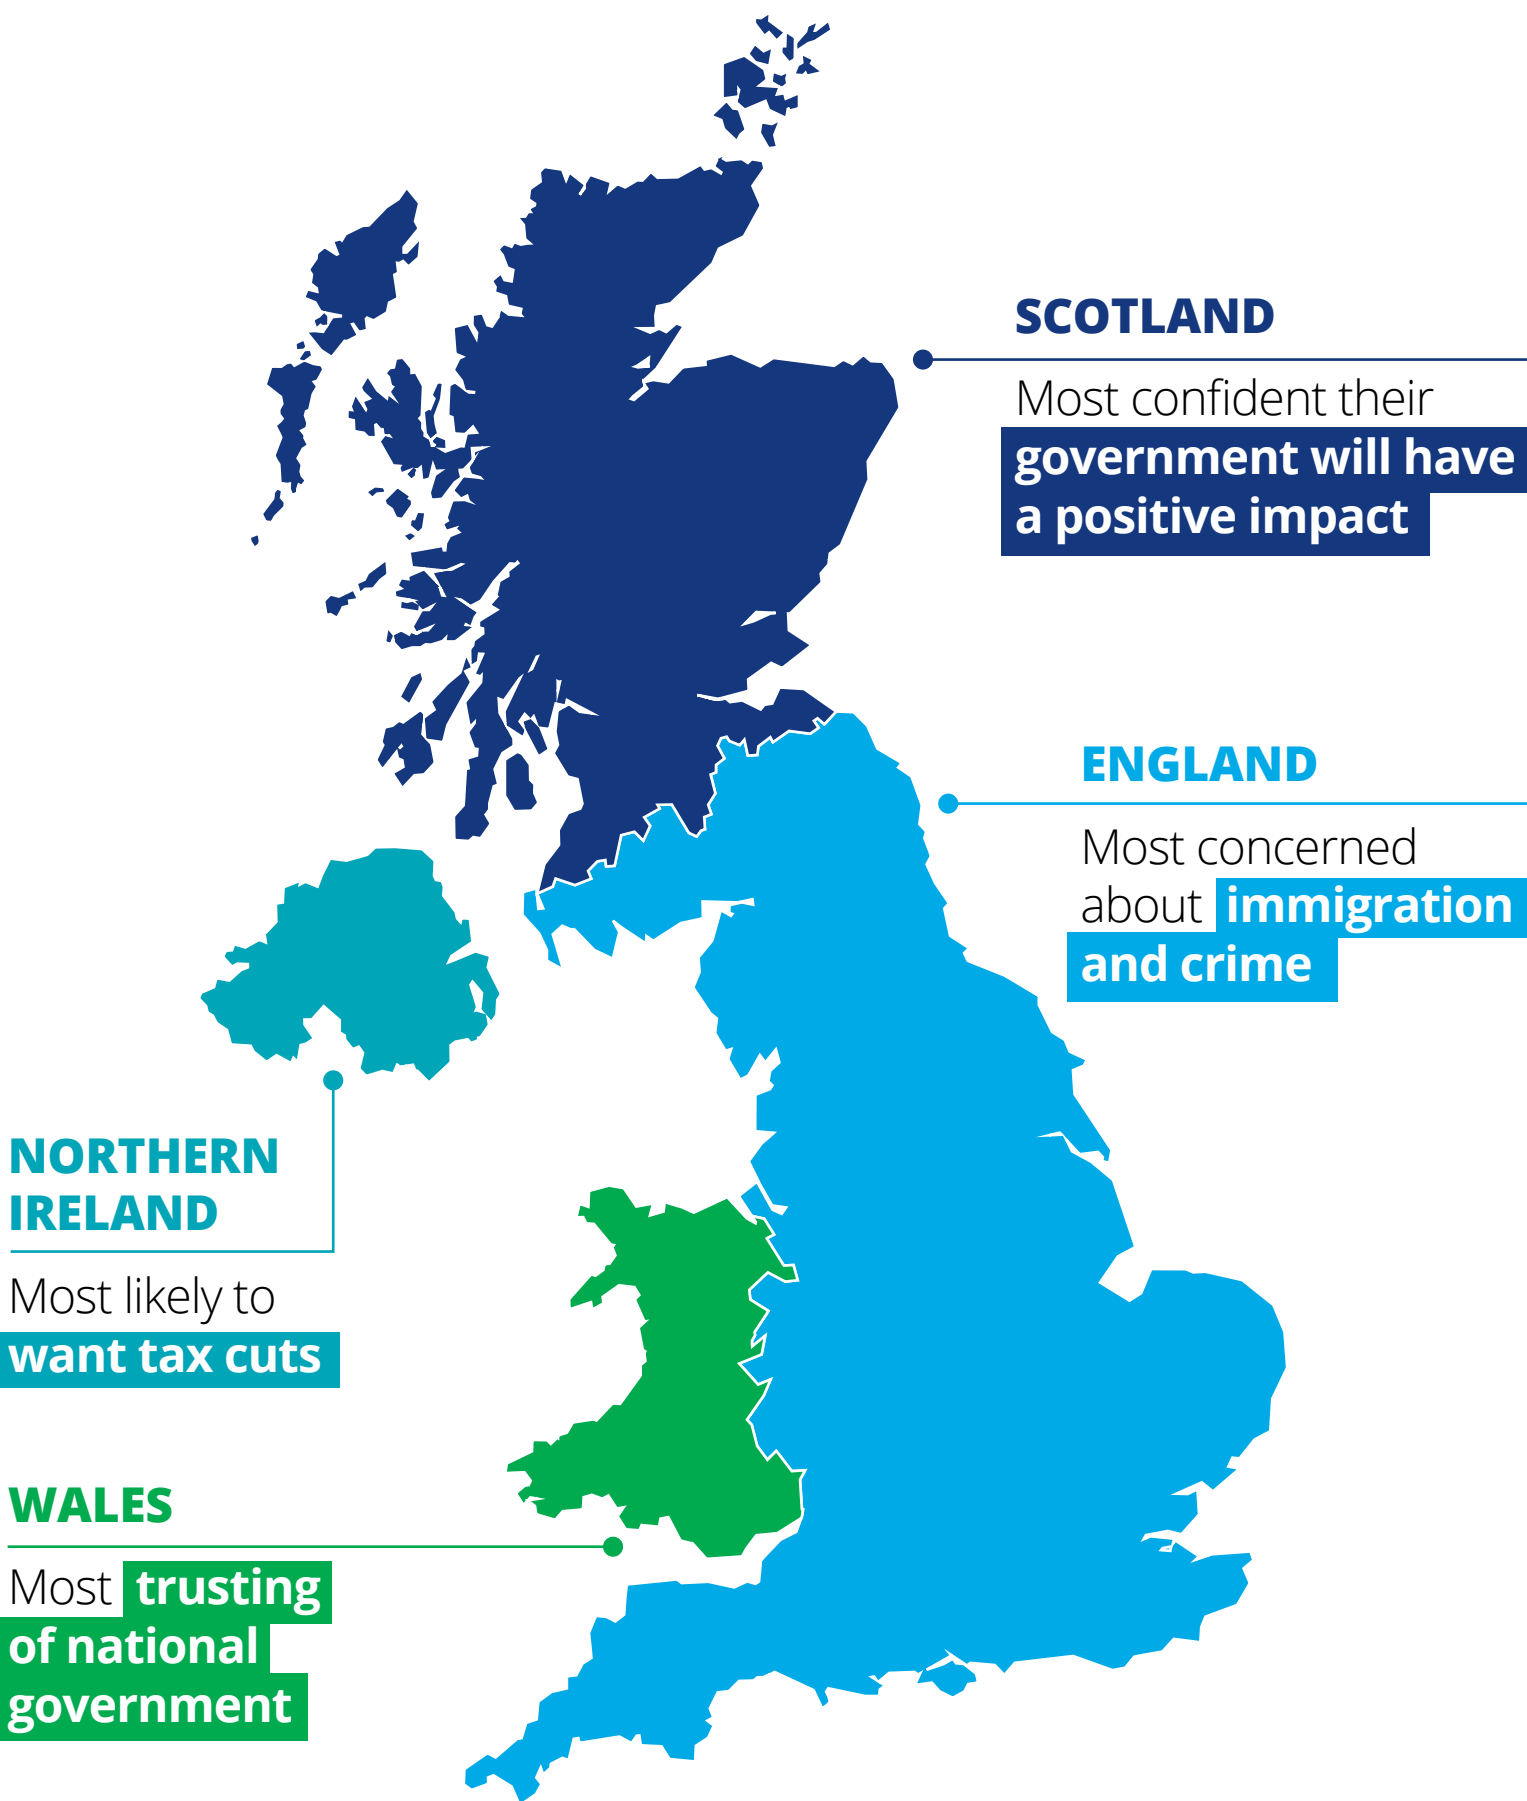 SCOTLAND
Most confident their
government will have
a positive impact
ENGLAND
Most concerned
about immigration
and crime
NORTHERN
IRELAND
Most likely to
want tax cuts
WALES
Most trusting
of national
government